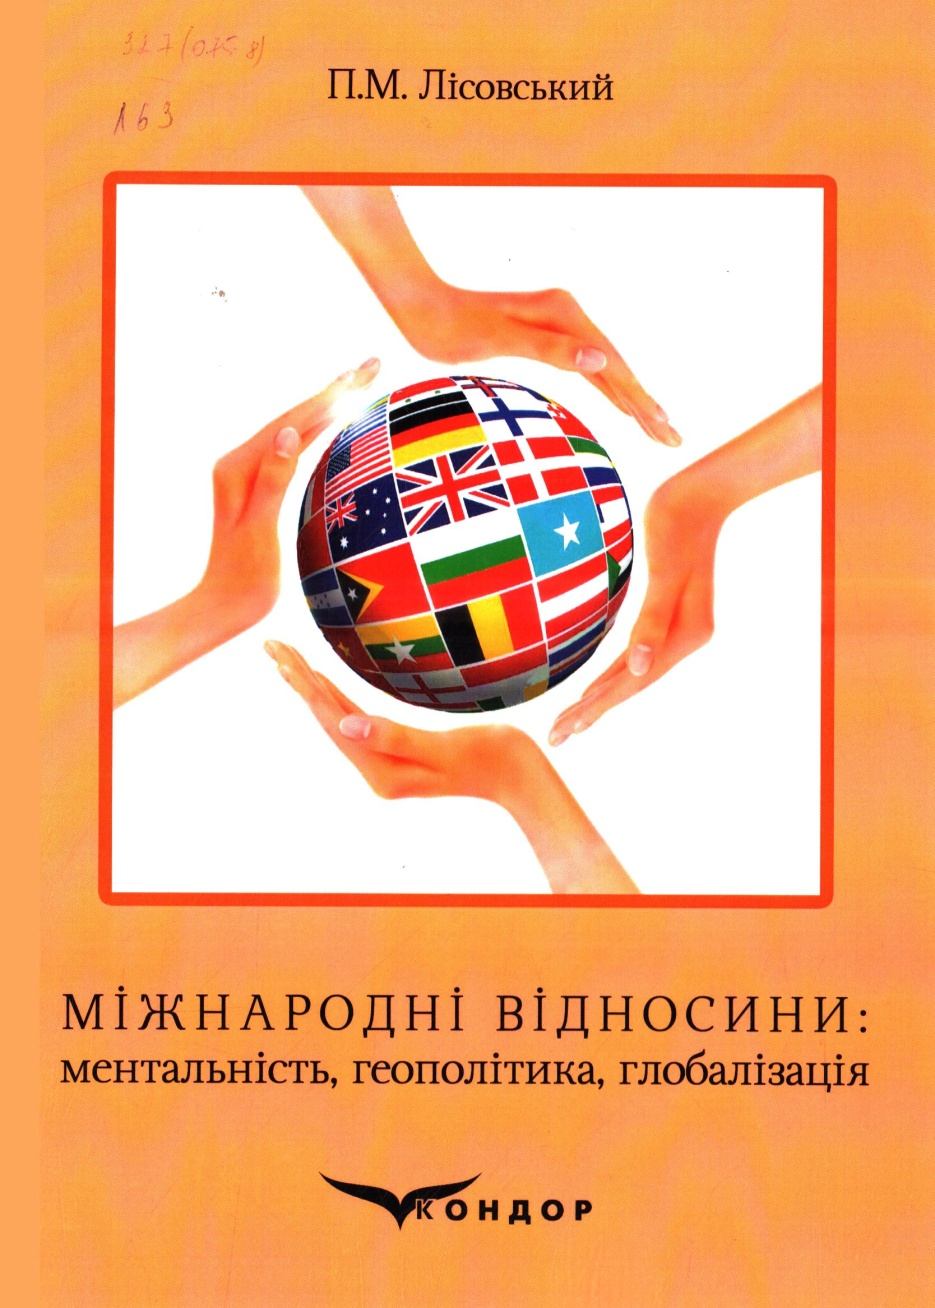 327(075.8)
П.М. Лісовський
Л63
МІЖНАРОДНІ ВІДНОСИНИ:
ментальність, геополітика, глобалізація
КОНДОР